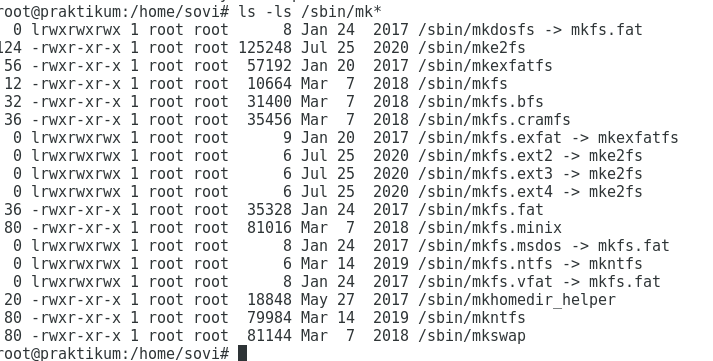 root@praktikum:/home/sovi# ls -ls /sbin/mk*
0 lrwxrwxrwx 1 root root 8 Jan 24 2017 /sbin/mkdosfs -> mkfs.fat
124 -rwxr-xr-x 1 root root 125248 Jul 25 2020 /sbin/mke2fs
56 -rwxr-xr-x 1 root root 57192 Jan 20 2017 /sbin/mkexfatfs
12 -rwxr-xr-x 1 root root 10664 Mar 7 2018 /sbin/mkfs
32 -rwxr-xr-x 1 root root 31400 Mar 7 2018 /sbin/mkfs.bfs
36 -rwxr-xr-x 1 root root 35456 Mar 7 2018 /sbin/mkfs.cramfs
0 lrwxrwxrwx 1 root root 9 Jan 20 2017 /sbin/mkfs.exfat -> mkexfatfs
0 lrwxrwxrwx 1 root root 6 Jul 25 2020 /sbin/mkfs.ext2 -> mke2fs
0 lrwxrwxrwx 1 root root 6 Jul 25 2020 /sbin/mkfs.ext3 -> mke2fs
0 lrwxrwxrwx 1 root root 6 Jul 25 2020 /sbin/mkfs.ext4 -> mke2fs
36 -rwxr-xr-x 1 root root 35328 Jan 24 2017 /sbin/mkfs.fat
80 -rwxr-xr-x 1 root root 81016 Mar 7 2018 /sbin/mkfs.minix
0 lrwxrwxrwx 1 root root 8 Jan 24 2017 /sbin/mkfs.msdos -> mkfs.fat
0 lrwxrwxrwx 1 root root 6 Mar 14 2019 /sbin/mkfs.ntfs -> mkntfs
0 lrwxrwxrwx 1 root root 8 Jan 24 2017 /sbin/mkfs.vfat -> mkfs.fat
20 -rwxr-xr-x 1 root root 18848 May 27 2017 /sbin/mkhomedir_helper
80 -rwxr-xr-x 1 root root 79984 Mar 14 2019 /sbin/mkntfs
80 -rwxr-xr-x 1 root root 81144 Mar 7 2018 /sbin/mkswap
root@praktikum:/home/sovi#